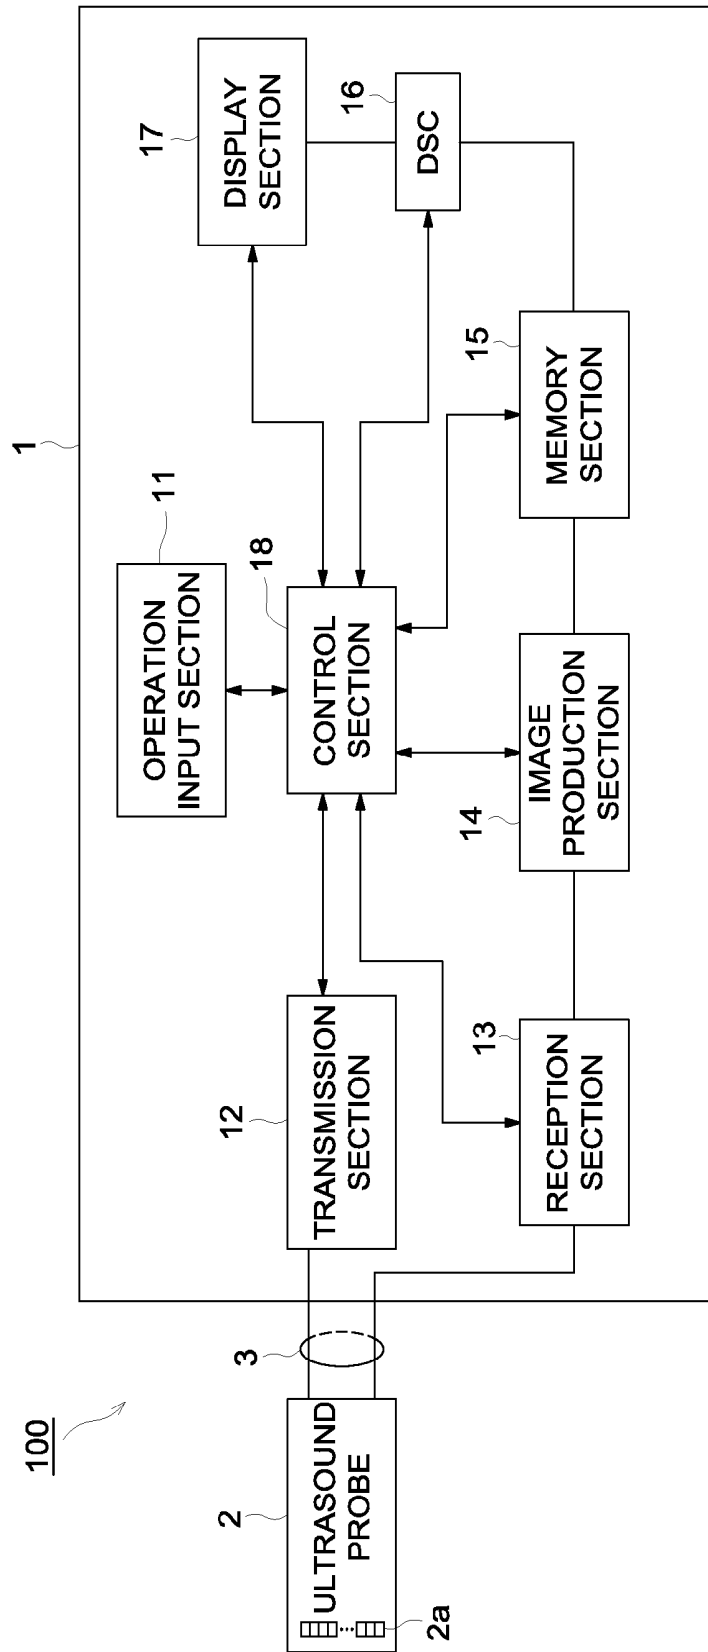 100
1
2
ULTRASOUND
PROBE
2a
3
12
TRANSMISSION
SECTION
13
RECEPTION
SECTION
11
OPERATION
INPUT SECTION
18
CONTROL
SECTION
14
IMAGE
PRODUCTION
SECTION
15
MEMORY
SECTION
17
DISPLAY
SECTION
16
DSC